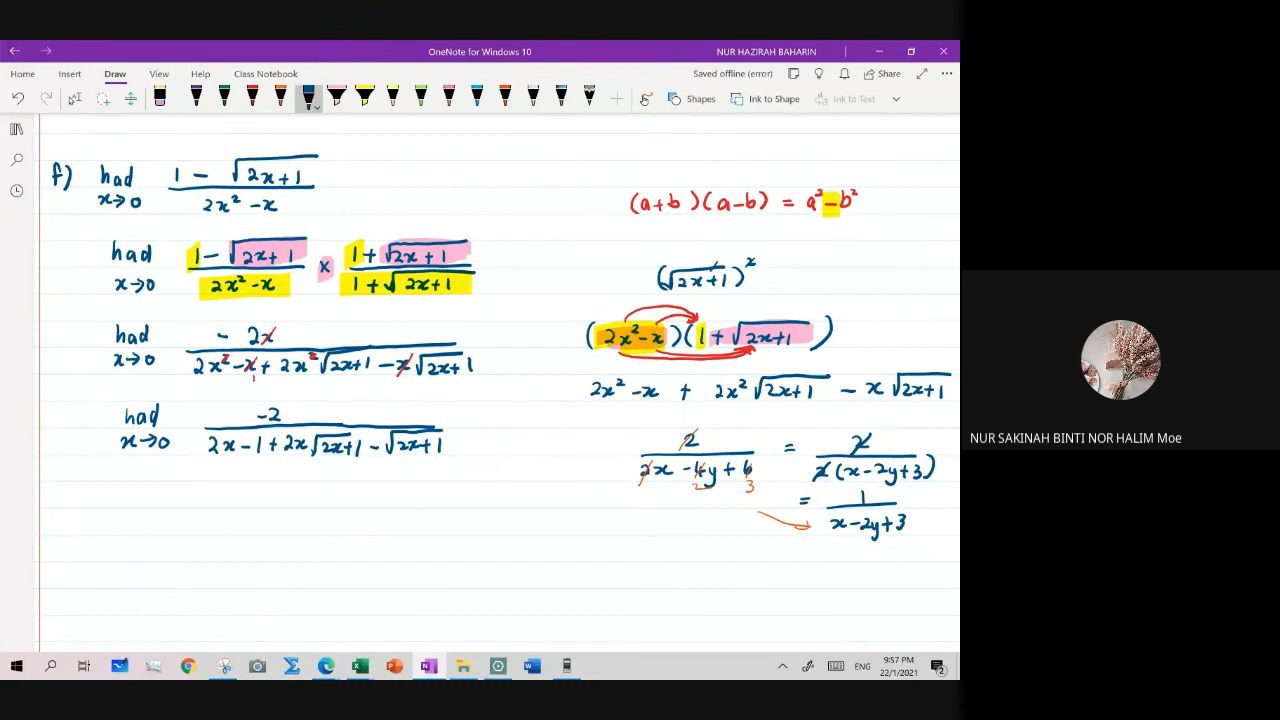 OneNote for Windows 10
NUR HAZIRAH BAHARIN
Home Insert Draw View Help Class Notebook
Saved offline (error) Share
Shapes Ink to Shape Ink to Text
f) had x→0 (1 - √(2x+1)) / (2x² - x)
had x→0 (1 - √(2x+1)) / (2x² - x) × (1 + √(2x+1)) / (1 + √(2x+1))
had x→0 -2x / (2x² - x + 2x²√(2x+1) - x√(2x+1))
1
had x→0 -2 / (2x - 1 + 2x√(2x+1) - √(2x+1))
(a+b)(a-b) = a² - b²
(√(2x+1))²
(2x² - x)(1 + √(2x+1))
2x² - x + 2x²√(2x+1) - x√(2x+1)
2 / (2x - 4y + 6) = 2 / (2(x - 2y + 3))
2 3
= 1 / (x - 2y + 3)
NUR SAKINAH BINTI NOR HALIM Moe
ENG
9:57 PM
22/1/2021
2